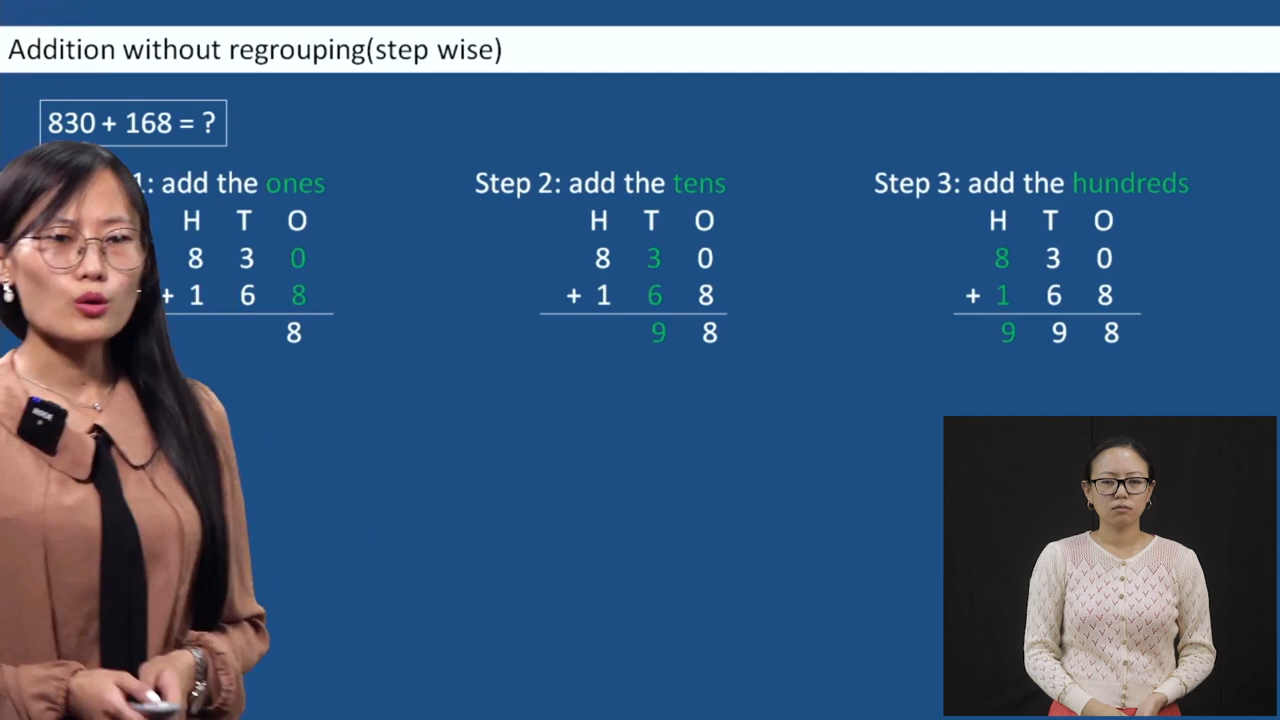 Addition without regrouping(step wise)
830 + 168 = ?
1: add the ones
H T O
8 3 0
+ 1 6 8
8
Step 2: add the tens
H T O
8 3 0
+ 1 6 8
9 8
Step 3: add the hundreds
H T O
8 3 0
+ 1 6 8
9 9 8